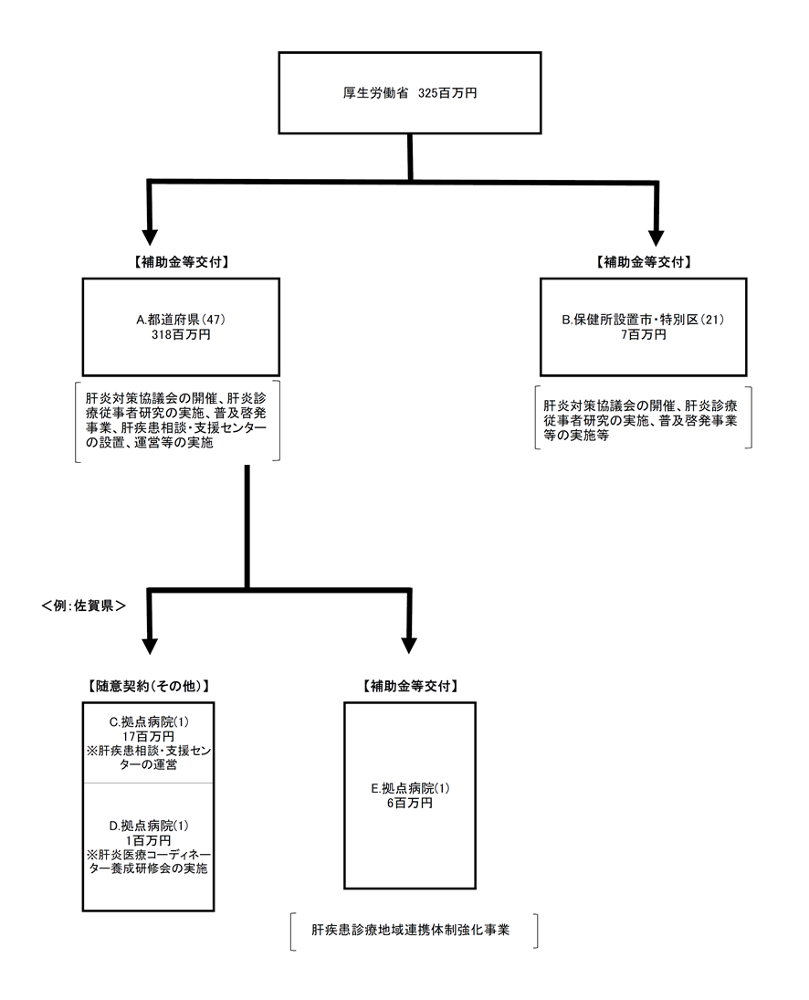 厚生労働省　325百万円
【補助金等交付】
【補助金等交付】
A.都道府県（47）
318百万円
B.保健所設置市・特別区（21）
7百万円
肝炎対策協議会の開催、肝炎診
療従事者研究の実施、普及啓発
事業、肝疾患相談・支援センター
の設置、運営等の実施
肝炎対策協議会の開催、肝炎診療
従事者研究の実施、普及啓発事業
等の実施等
＜例：佐賀県＞
【随意契約（その他）】
【補助金等交付】
C.拠点病院(1)
17百万円
※肝疾患相談・支援セン
ターの運営
D.拠点病院(1)
1百万円
※肝炎医療コーディネー
ター養成研修会の実施
E.拠点病院(1)
6百万円
肝疾患診療地域連携体制強化事業